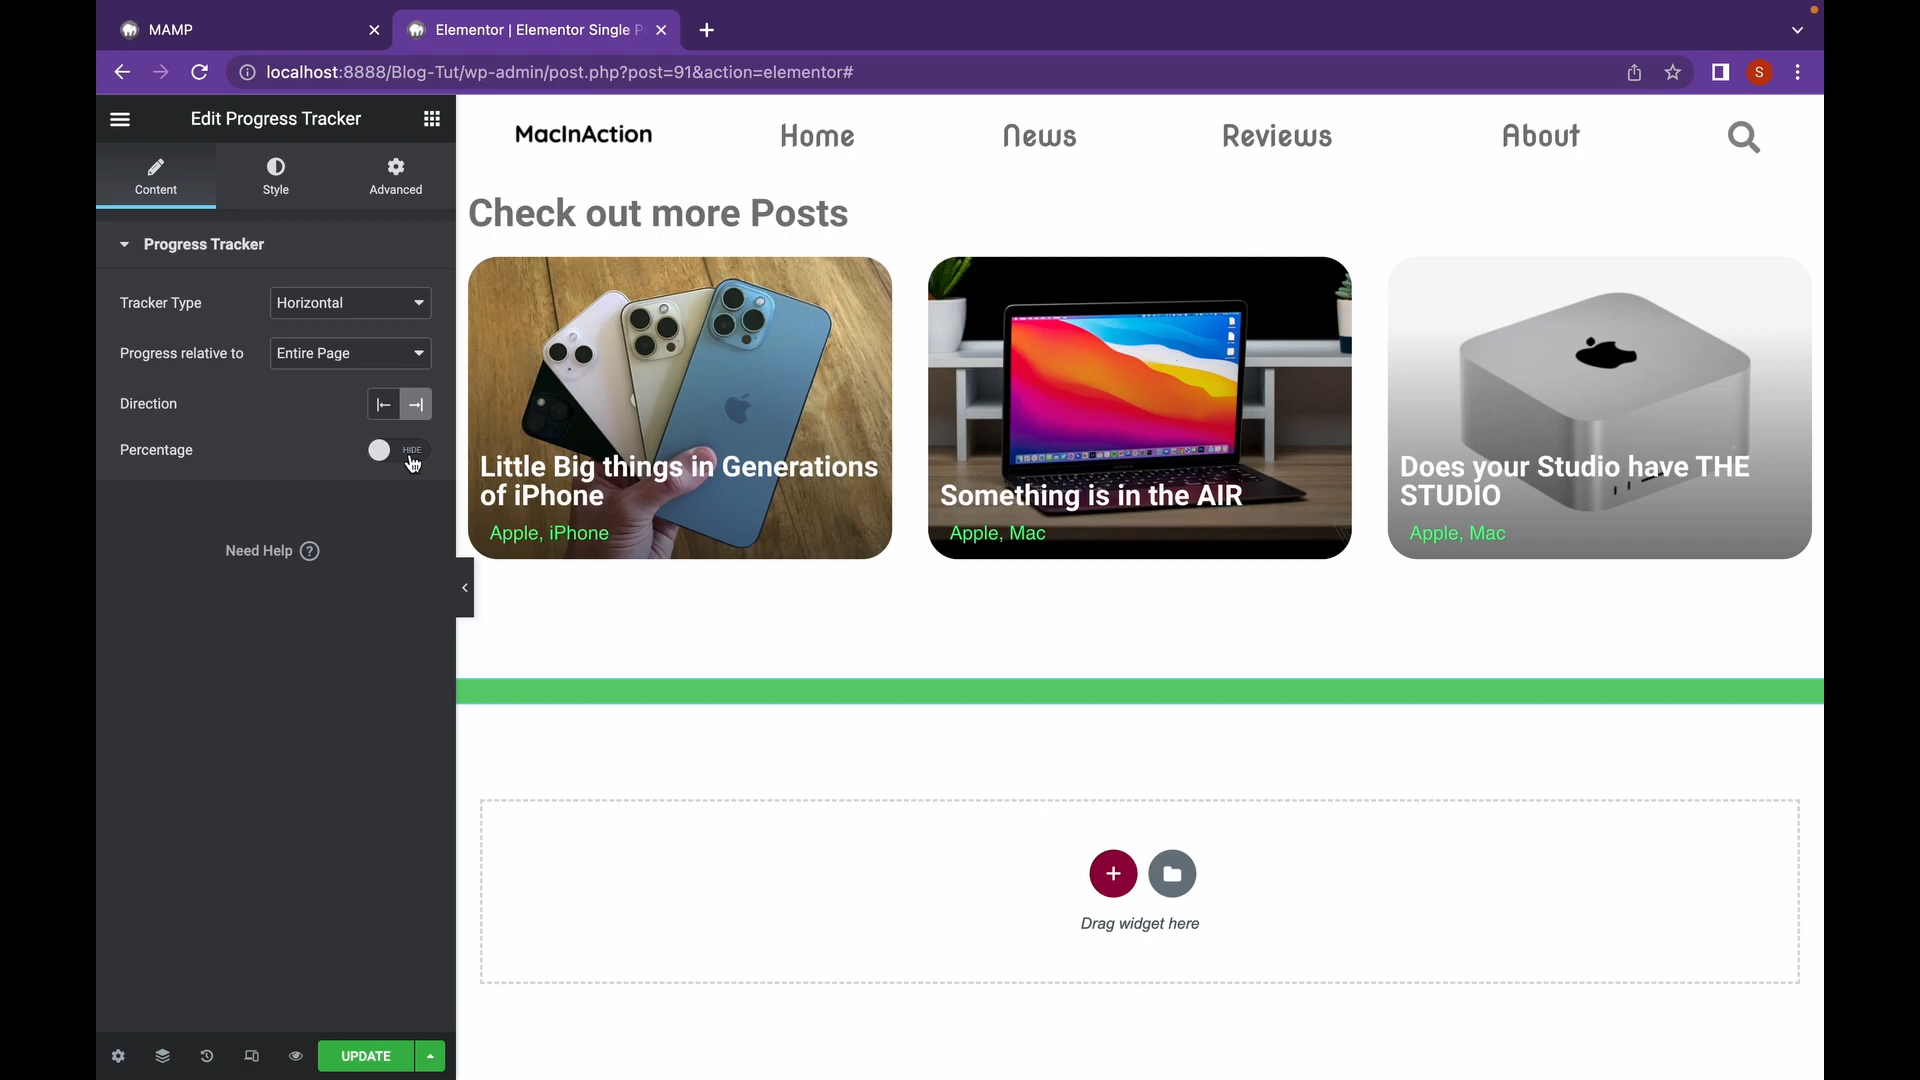 MAMP
Elementor | Elementor Single P
localhost:8888/Blog-Tut/wp-admin/post.php?post=91&action=elementor#
S
Edit Progress Tracker
Content
Style
Advanced
Progress Tracker
Tracker Type
Horizontal
Progress relative to
Entire Page
Direction
Percentage
HIDE
Need Help ?
UPDATE
MacInAction
Home
News
Reviews
About
Check out more Posts
Little Big things in Generations
of iPhone
Apple, iPhone
Something is in the AIR
Apple, Mac
Does your Studio have THE
STUDIO
Apple, Mac
Drag widget here